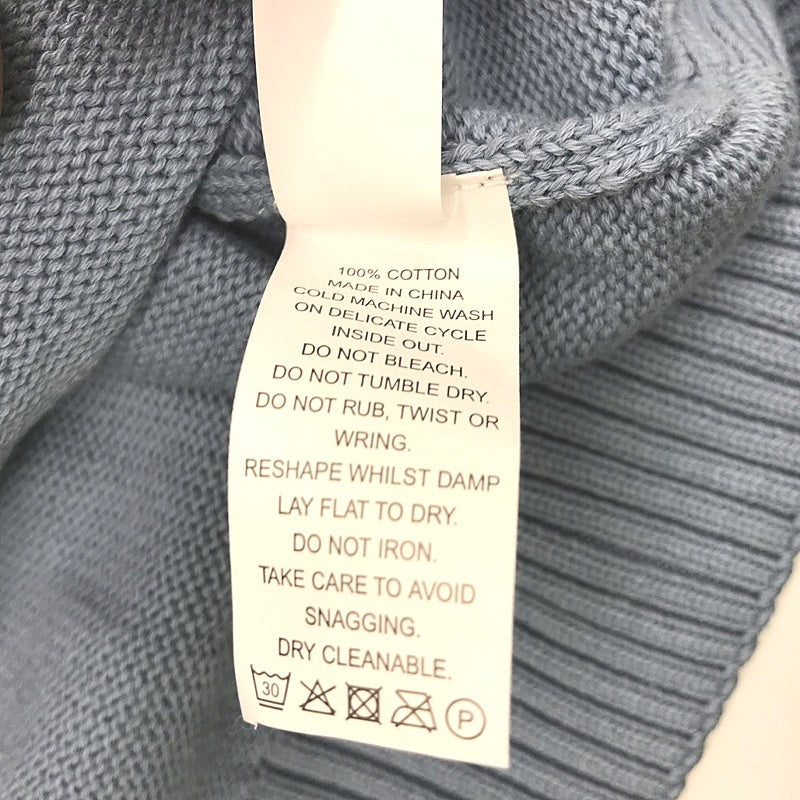 100% COTTON
MADE IN CHINA
COLD MACHINE WASH
ON DELICATE CYCLE
INSIDE OUT.
DO NOT BLEACH.
DO NOT TUMBLE DRY.
DO NOT RUB, TWIST OR
WRING.
RESHAPE WHILST DAMP
LAY FLAT TO DRY.
DO NOT IRON.
TAKE CARE TO AVOID
SNAGGING.
DRY CLEANABLE.
30 P